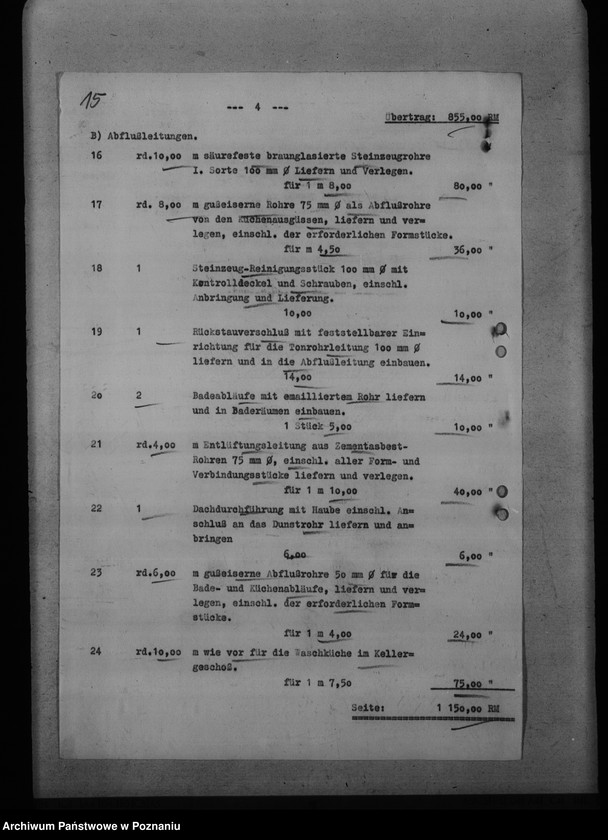 15
--- 4 ---
Übertrag: 855,00 RM
B) Abflußleitungen.
16 rd.10,00 m säurefeste braunglasierte Steinzeugrohre
I. Sorte 100 mm Ø Liefern und Verlegen.
für 1 m 8,00 80,00 "
17 rd. 8,00 m gußeiserne Rohre 75 mm Ø als Abflußrohre
von den Küchenausgüssen, liefern und ver=
legen, einschl. der erforderlichen Formstücke.
für m 4,50 36,00 "
18 1 Steinzeug-Reinigungsstück 100 mm Ø mit
Kontrolldeckel und Schrauben, einschl.
Anbringung und Lieferung.
10,00 10,00 "
19 1 Rückstauverschluß mit feststellbarer Ein=
richtung für die Tonrohrleitung 100 mm Ø
liefern und in die Abflußleitung einbauen.
14,00 14,00 "
20 2 Badeabläufe mit emailliertem Rohr liefern
und in Baderäumen einbauen.
1 Stück 5,00 10,00 "
21 rd.4,00 m Entlüftungsleitung aus Zementasbest-
Rohren 75 mm Ø, einschl. aller Form- und
Verbindungsstücke liefern und verlegen.
für 1 m 10,00 40,00 "
22 1 Dachdurchführung mit Haube einschl. An=
schluß an das Dunstrohr liefern und an=
bringen
6,00 6,00 "
23 rd.6,00 m gußeiserne Abflußrohre 50 mm Ø für die
Bade- und Küchenabläufe, liefern und ver=
legen, einschl. der erforderlichen Form=
stücke.
für 1 m 4,00 24,00 "
24 rd.10,00 m wie vor für die Waschküche im Keller=
geschoß.
für 1 m 7,50 75,00 "
Seite: 1 150,00 RM
Archiwum Państwowe w Poznaniu